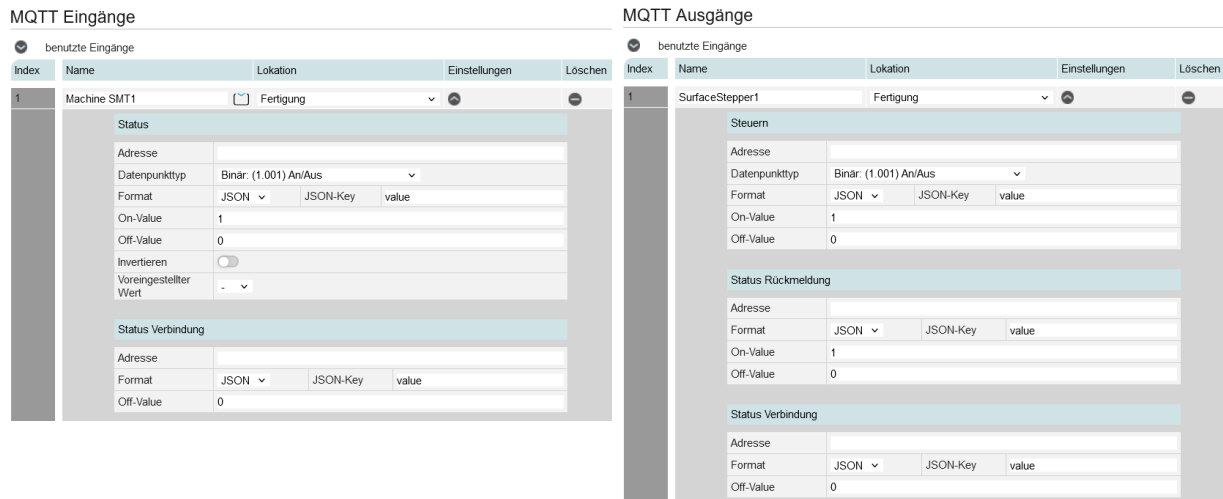 MQTT Eingänge
benutzte Eingänge
Index Name Lokation Einstellungen Löschen
1 Machine SMT1 Fertigung
Status
Adresse
Datenpunkttyp Binär: (1.001) An/Aus
Format JSON JSON-Key value
On-Value 1
Off-Value 0
Invertieren
Voreingestellter
Wert -
Status Verbindung
Adresse
Format JSON JSON-Key value
Off-Value 0
MQTT Ausgänge
benutzte Eingänge
Index Name Lokation Einstellungen Löschen
1 SurfaceStepper1 Fertigung
Steuern
Adresse
Datenpunkttyp Binär: (1.001) An/Aus
Format JSON JSON-Key value
On-Value 1
Off-Value 0
Status Rückmeldung
Adresse
Format JSON JSON-Key value
On-Value 1
Off-Value 0
Status Verbindung
Adresse
Format JSON JSON-Key value
Off-Value 0